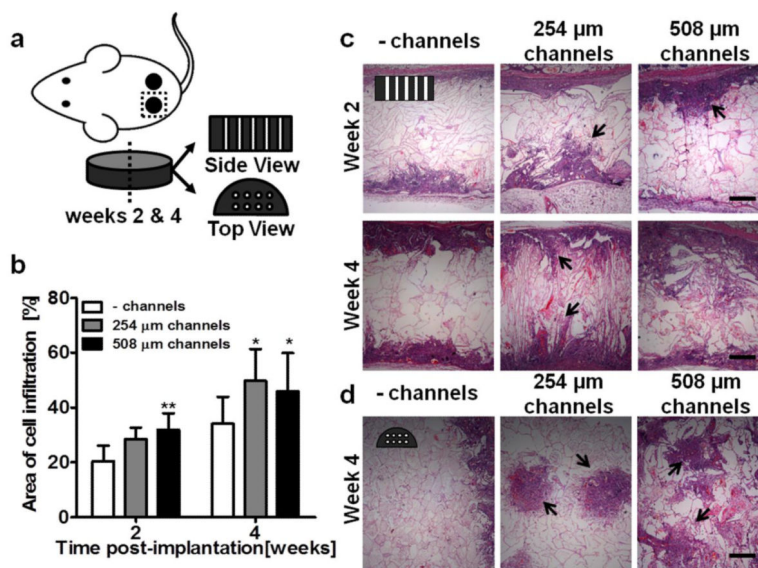 a
Side View
Top View
weeks 2 & 4
b
Area of cell infiltration [%]
80
60
40
20
0
- channels
254 μm channels
508 μm channels
**
*
*
2
4
Time post-implantation[weeks]
c
- channels
254 μm
channels
508 μm
channels
Week 2
Week 4
d
- channels
254 μm
channels
508 μm
channels
Week 4